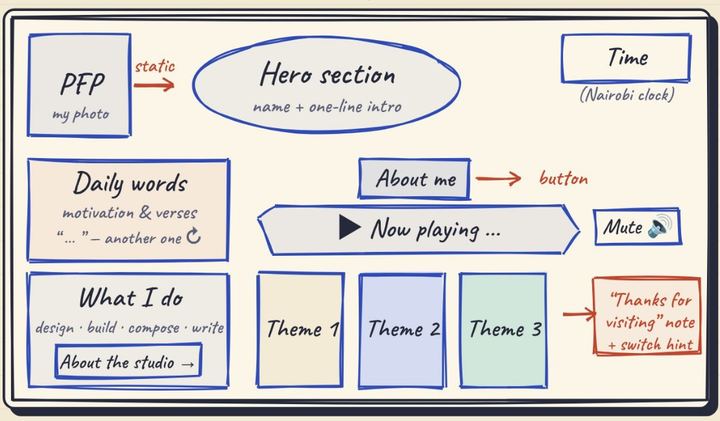 PFP
my photo
static
Hero section
name + one-line intro
Time
(Nairobi clock)
Daily words
motivation & verses
“... ” – another one
About me
button
Now playing ...
Mute
What I do
design · build · compose · write
About the studio →
Theme 1
Theme 2
Theme 3
“Thanks for
visiting” note
+ switch hint